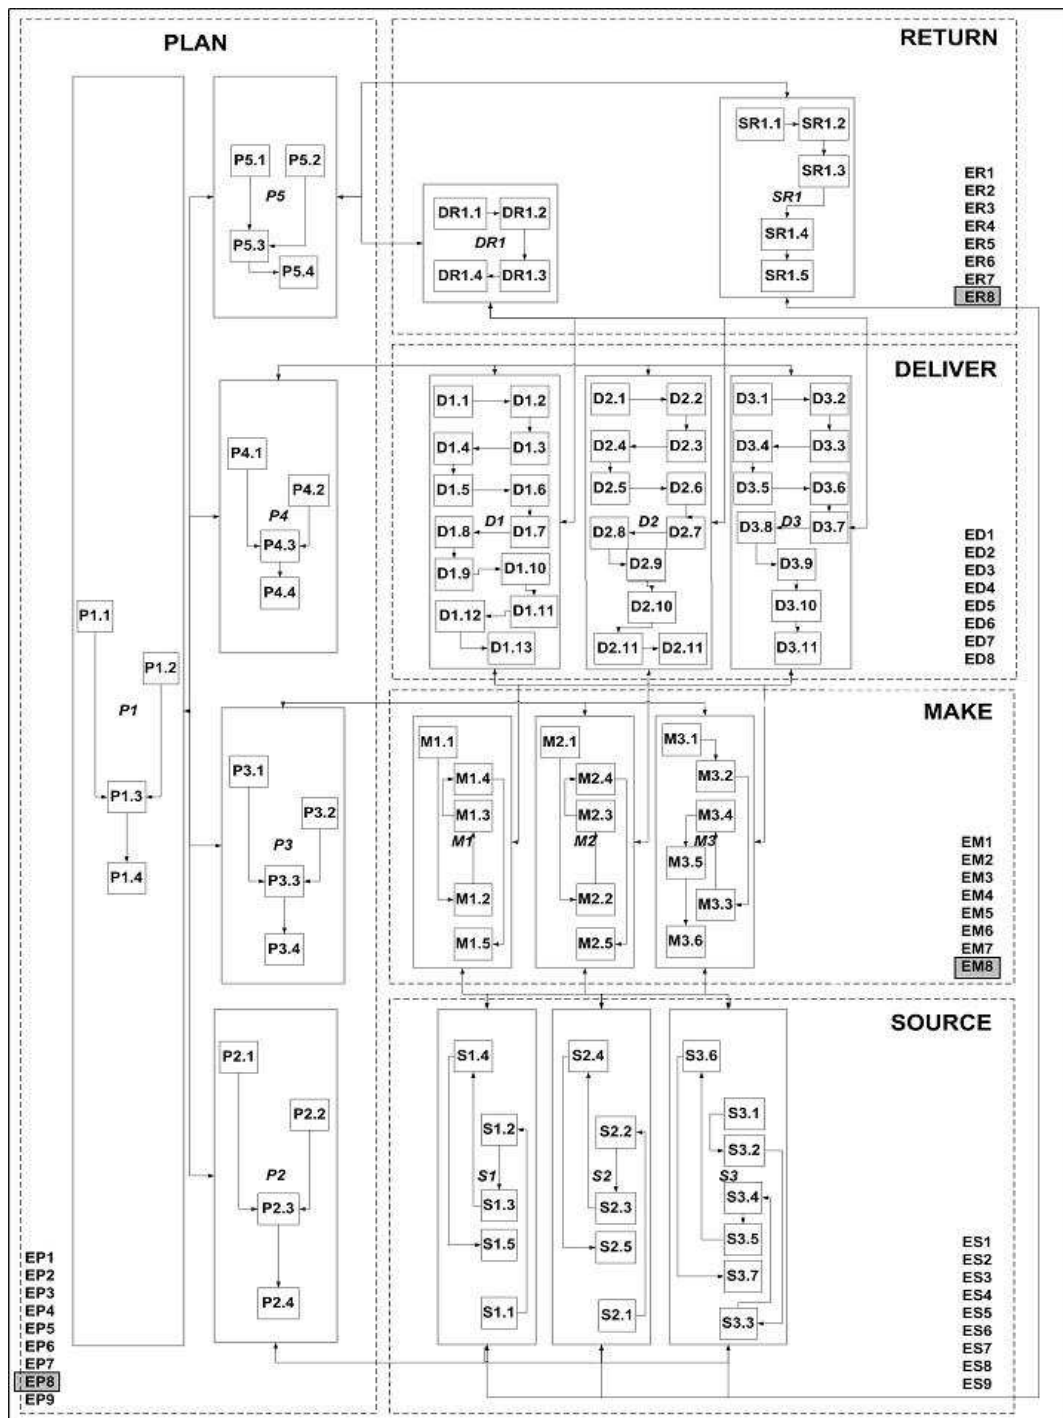 PLAN
P5.1 P5.2
P5
P5.3
P5.4
P4.1
P4.2
P4
P4.3
P4.4
P1.1
P1.2
P1
P1.3
P1.4
P3.1
P3.2
P3
P3.3
P3.4
P2.1
P2.2
P2
P2.3
P2.4
EP1
EP2
EP3
EP4
EP5
EP6
EP7
EP8
EP9
RETURN
SR1.1 SR1.2
SR1.3
SR1
SR1.4
SR1.5
DR1.1 DR1.2
DR1
DR1.4 DR1.3
ER1
ER2
ER3
ER4
ER5
ER6
ER7
ER8
DELIVER
D1.1 D1.2
D1.4 D1.3
D1.5 D1.6
D1
D1.8 D1.7
D1.9 D1.10
D1.12 D1.11
D1.13
D2.1 D2.2
D2.4 D2.3
D2.5 D2.6
D2
D2.8 D2.7
D2.9
D2.10
D2.11 D2.11
D3.1 D3.2
D3.4 D3.3
D3.5 D3.6
D3
D3.8 D3.7
D3.9
D3.10
D3.11
ED1
ED2
ED3
ED4
ED5
ED6
ED7
ED8
MAKE
M1.1
M1.4
M1.3
M1
M1.2
M1.5
M2.1
M2.4
M2.3
M2
M2.2
M2.5
M3.1
M3.2
M3.4
M3
M3.5
M3.3
M3.6
EM1
EM2
EM3
EM4
EM5
EM6
EM7
EM8
SOURCE
S1.4
S1.2
S1
S1.3
S1.5
S1.1
S2.4
S2.2
S2
S2.3
S2.5
S2.1
S3.6
S3.1
S3.2
S3
S3.4
S3.5
S3.7
S3.3
ES1
ES2
ES3
ES4
ES5
ES6
ES7
ES8
ES9